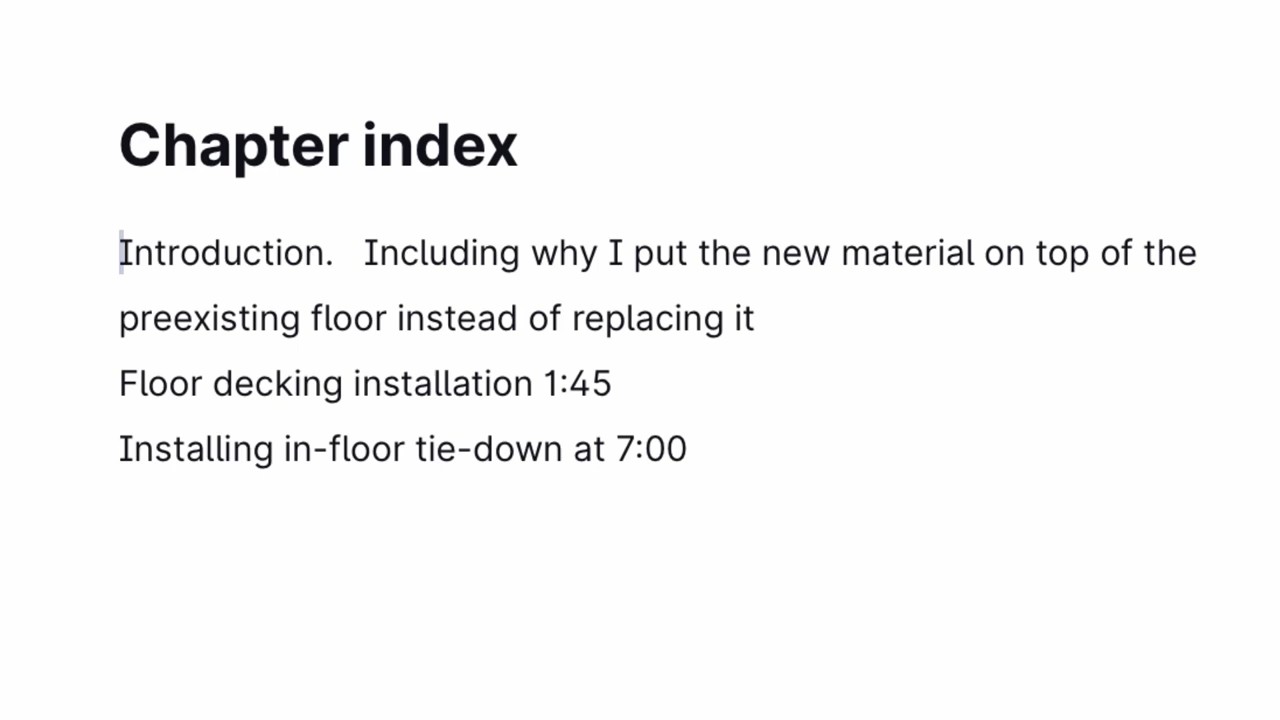 Chapter index
Introduction.   Including why I put the new material on top of the
preexisting floor instead of replacing it
Floor decking installation 1:45
Installing in-floor tie-down at 7:00